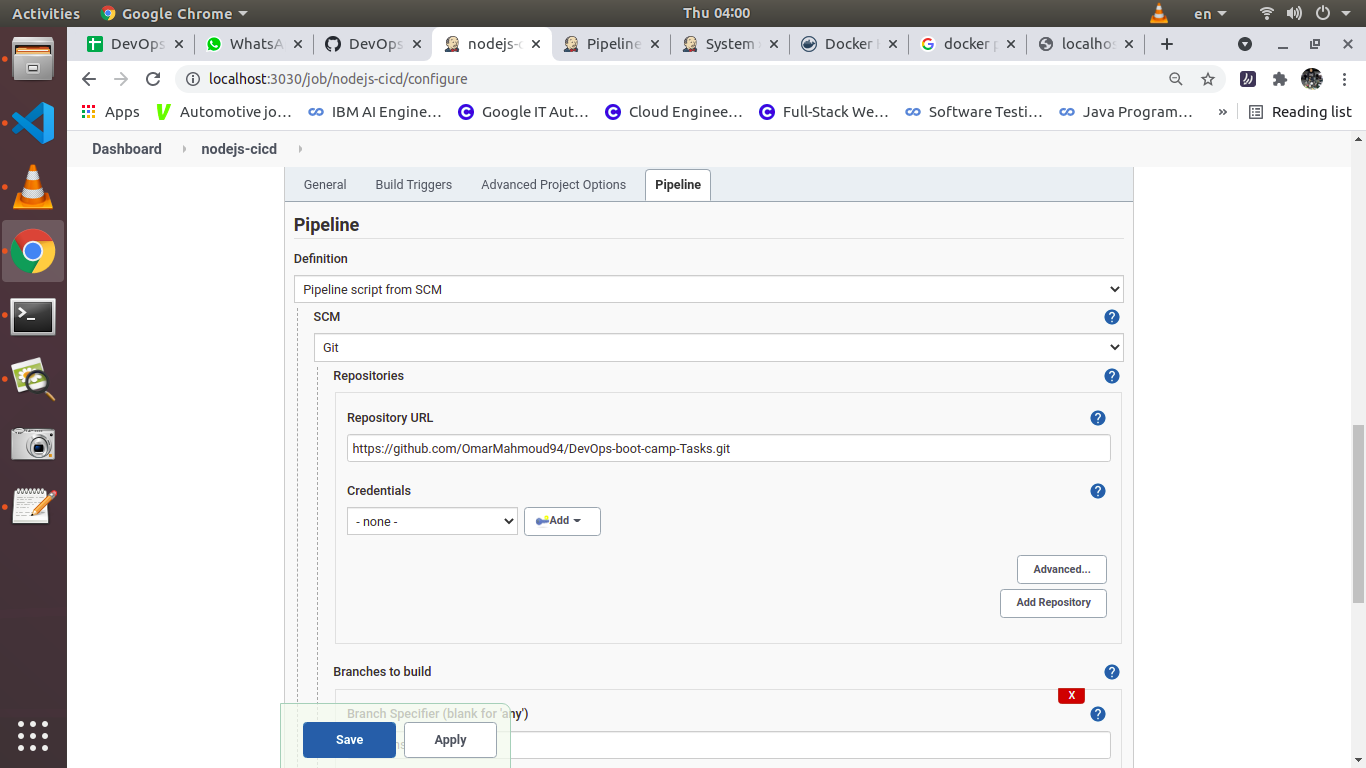 Activities Google Chrome Thu 04:00 en
DevOps WhatsA DevOps nodejs-c Pipeline System Docker docker p localhos
localhost:3030/job/nodejs-cicd/configure
Apps Automotive jo… IBM AI Engine… Google IT Aut… Cloud Enginee… Full-Stack We… Software Testi… Java Program… » Reading list
Dashboard nodejs-cicd
General Build Triggers Advanced Project Options Pipeline
Pipeline
Definition
Pipeline script from SCM
SCM
Git
Repositories
Repository URL
https://github.com/OmarMahmoud94/DevOps-boot-camp-Tasks.git
Credentials
- none - Add
Advanced...
Add Repository
Branches to build
X
Branch Specifier (blank for 'any')
Save Apply